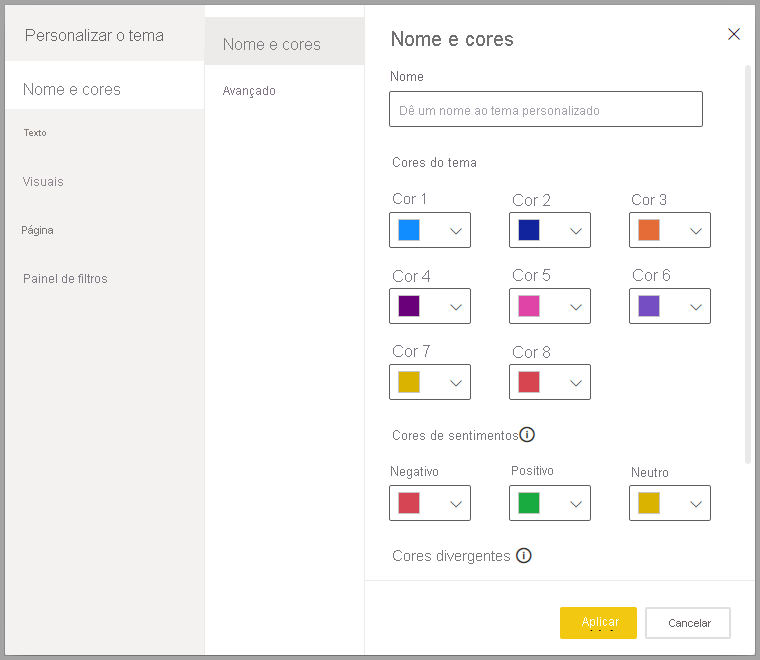 Personalizar o tema
Nome e cores
Texto
Visuais
Página
Painel de filtros
Nome e cores
Avançado
Nome e cores
Nome
Dê um nome ao tema personalizado
Cores do tema
Cor 1 Cor 2 Cor 3
Cor 4 Cor 5 Cor 6
Cor 7 Cor 8
Cores de sentimentos
Negativo Positivo Neutro
Cores divergentes
Aplicar Cancelar